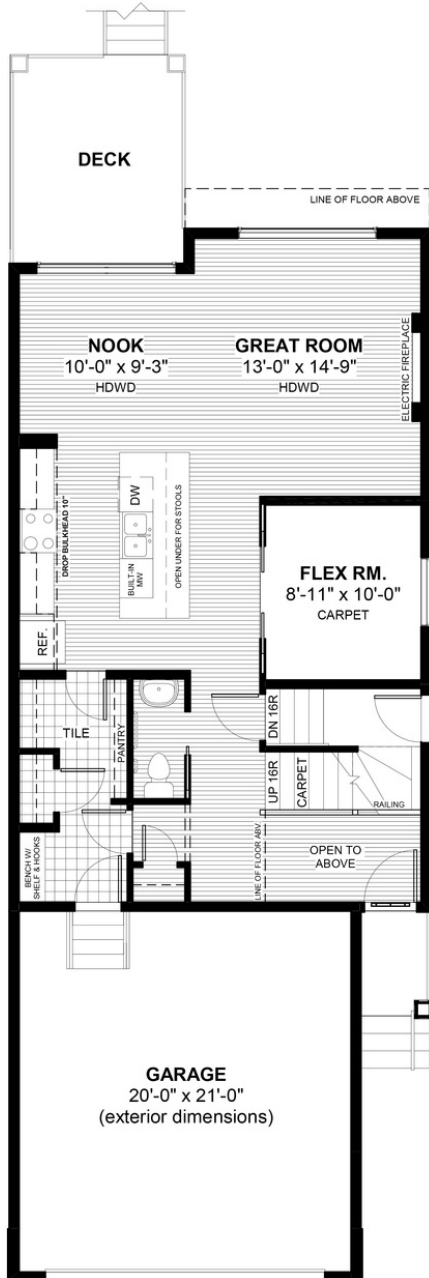 DECK
LINE OF FLOOR ABOVE
NOOK
10'-0" x 9'-3"
HDWD
GREAT ROOM
13'-0" x 14'-9"
HDWD
ELECTRIC FIREPLACE
DROP BULKHEAD 10"
DW
BUILT-IN
MW
OPEN UNDER FOR STOOLS
REF.
FLEX RM.
8'-11" x 10'-0"
CARPET
TILE
PANTRY
DN 16R
UP 16R
CARPET
RAILING
BENCH W/
SHELF & HOOKS
LINE OF FLOOR ABV.
OPEN TO
ABOVE
GARAGE
20'-0" x 21'-0"
(exterior dimensions)